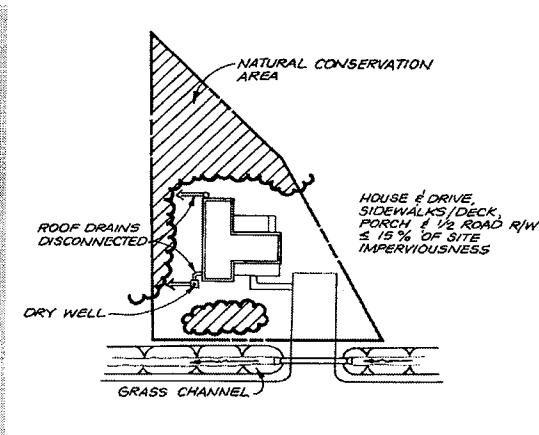 NATURAL CONSERVATION
AREA
HOUSE & DRIVE,
SIDEWALKS/DECK,
PORCH & 1/2 ROAD R/W
≤ 15% OF SITE
IMPERVIOUSNESS
ROOF DRAINS
DISCONNECTED
DRY WELL
GRASS CHANNEL